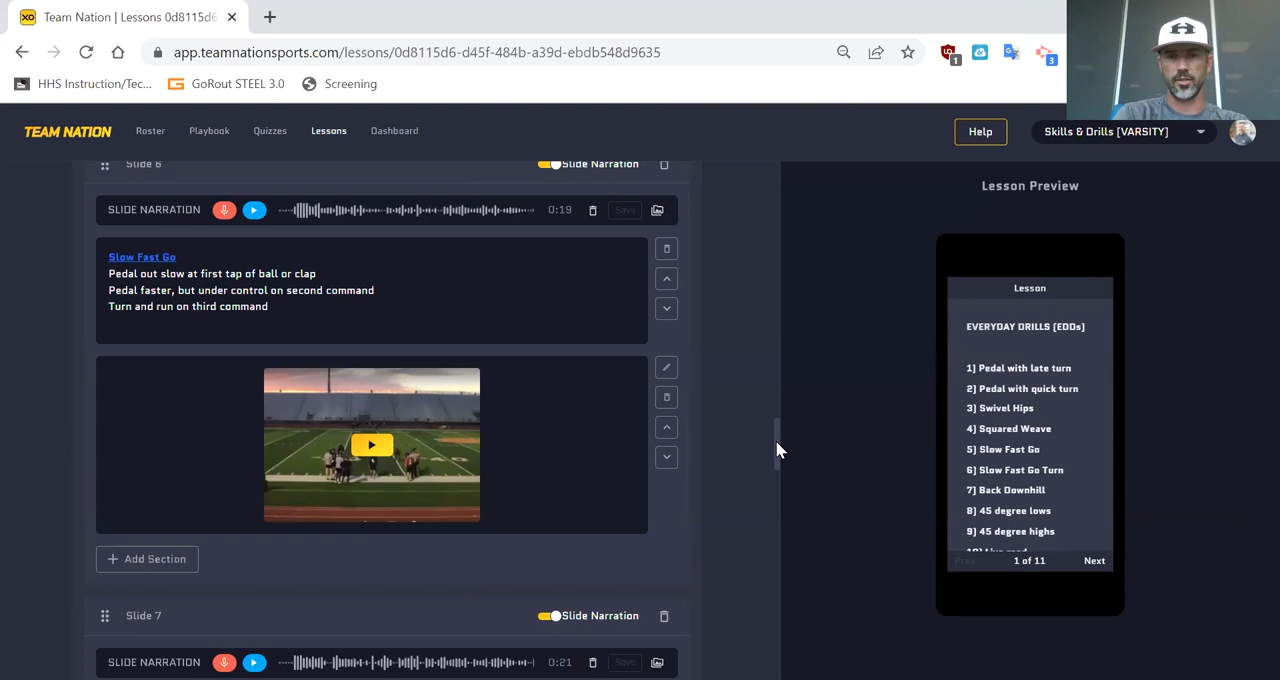 Team Nation | Lessons 0d8115d6
app.teamnationsports.com/lessons/0d8115d6-d45f-484b-a39d-ebdb548d9635
1
3
HHS Instruction/Tec...
GoRout STEEL 3.0
Screening
TEAM NATION
Roster
Playbook
Quizzes
Lessons
Dashboard
Help
Skills & Drills [VARSITY]
Slide 6
Slide Narration
SLIDE NARRATION
0:19
Save
Slow Fast Go
Pedal out slow at first tap of ball or clap
Pedal faster, but under control on second command
Turn and run on third command
+ Add Section
Slide 7
Slide Narration
SLIDE NARRATION
0:21
Save
Lesson Preview
Lesson
EVERYDAY DRILLS (EDDs)
1) Pedal with late turn
2) Pedal with quick turn
3) Swivel Hips
4) Squared Weave
5) Slow Fast Go
6) Slow Fast Go Turn
7) Back Downhill
8) 45 degree lows
9) 45 degree highs
Prev
1 of 11
Next